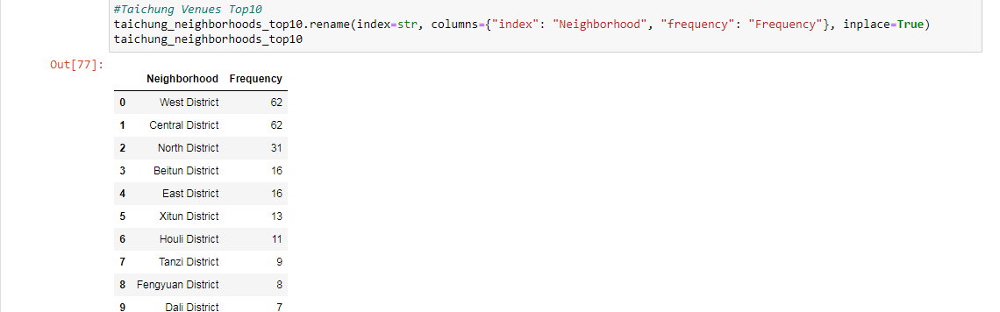 #Taichung Venues Top10
taichung_neighborhoods_top10.rename(index=str, columns={"index": "Neighborhood", "frequency": "Frequency"}, inplace=True)
taichung_neighborhoods_top10
Out[77]:
Neighborhood Frequency
0 West District 62
1 Central District 62
2 North District 31
3 Beitun District 16
4 East District 16
5 Xitun District 13
6 Houli District 11
7 Tanzi District 9
8 Fengyuan District 8
9 Dali District 7